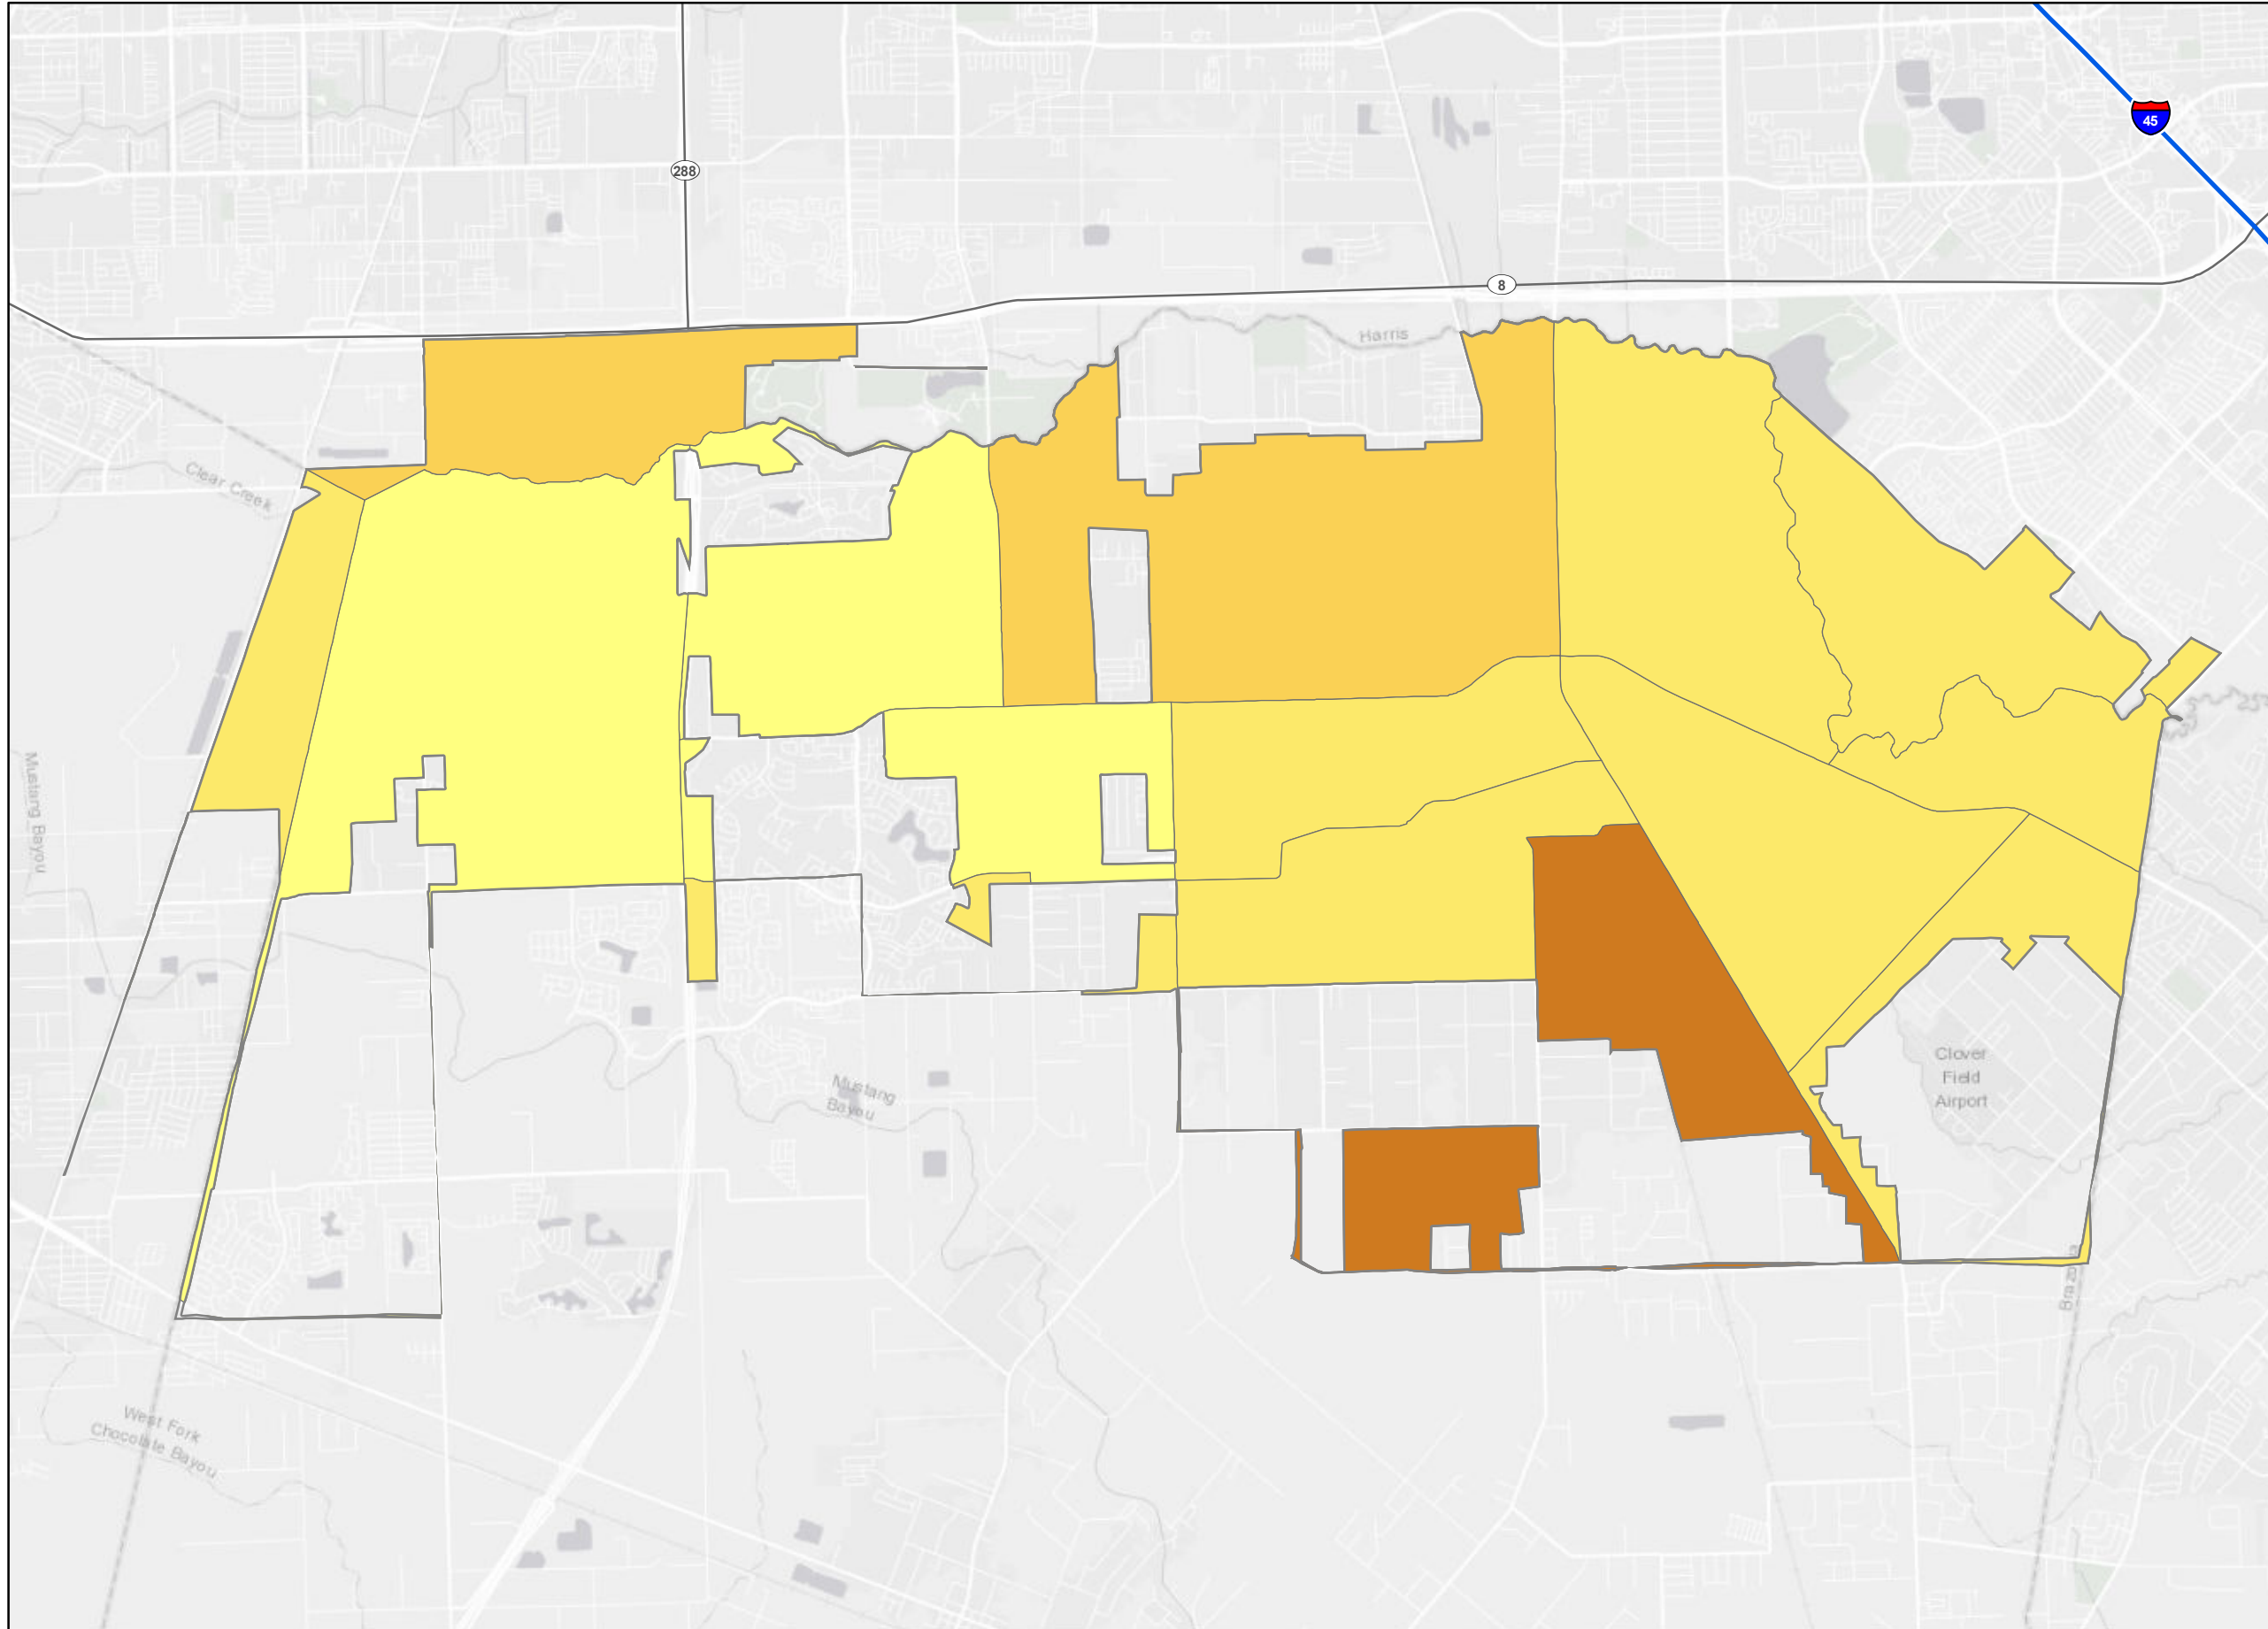 45
288
8
Harris
Clear Creek
Mustang Bayou
Clover
Field
Airport
Mustang
Bayou
West Fork
Chocolate Bayou